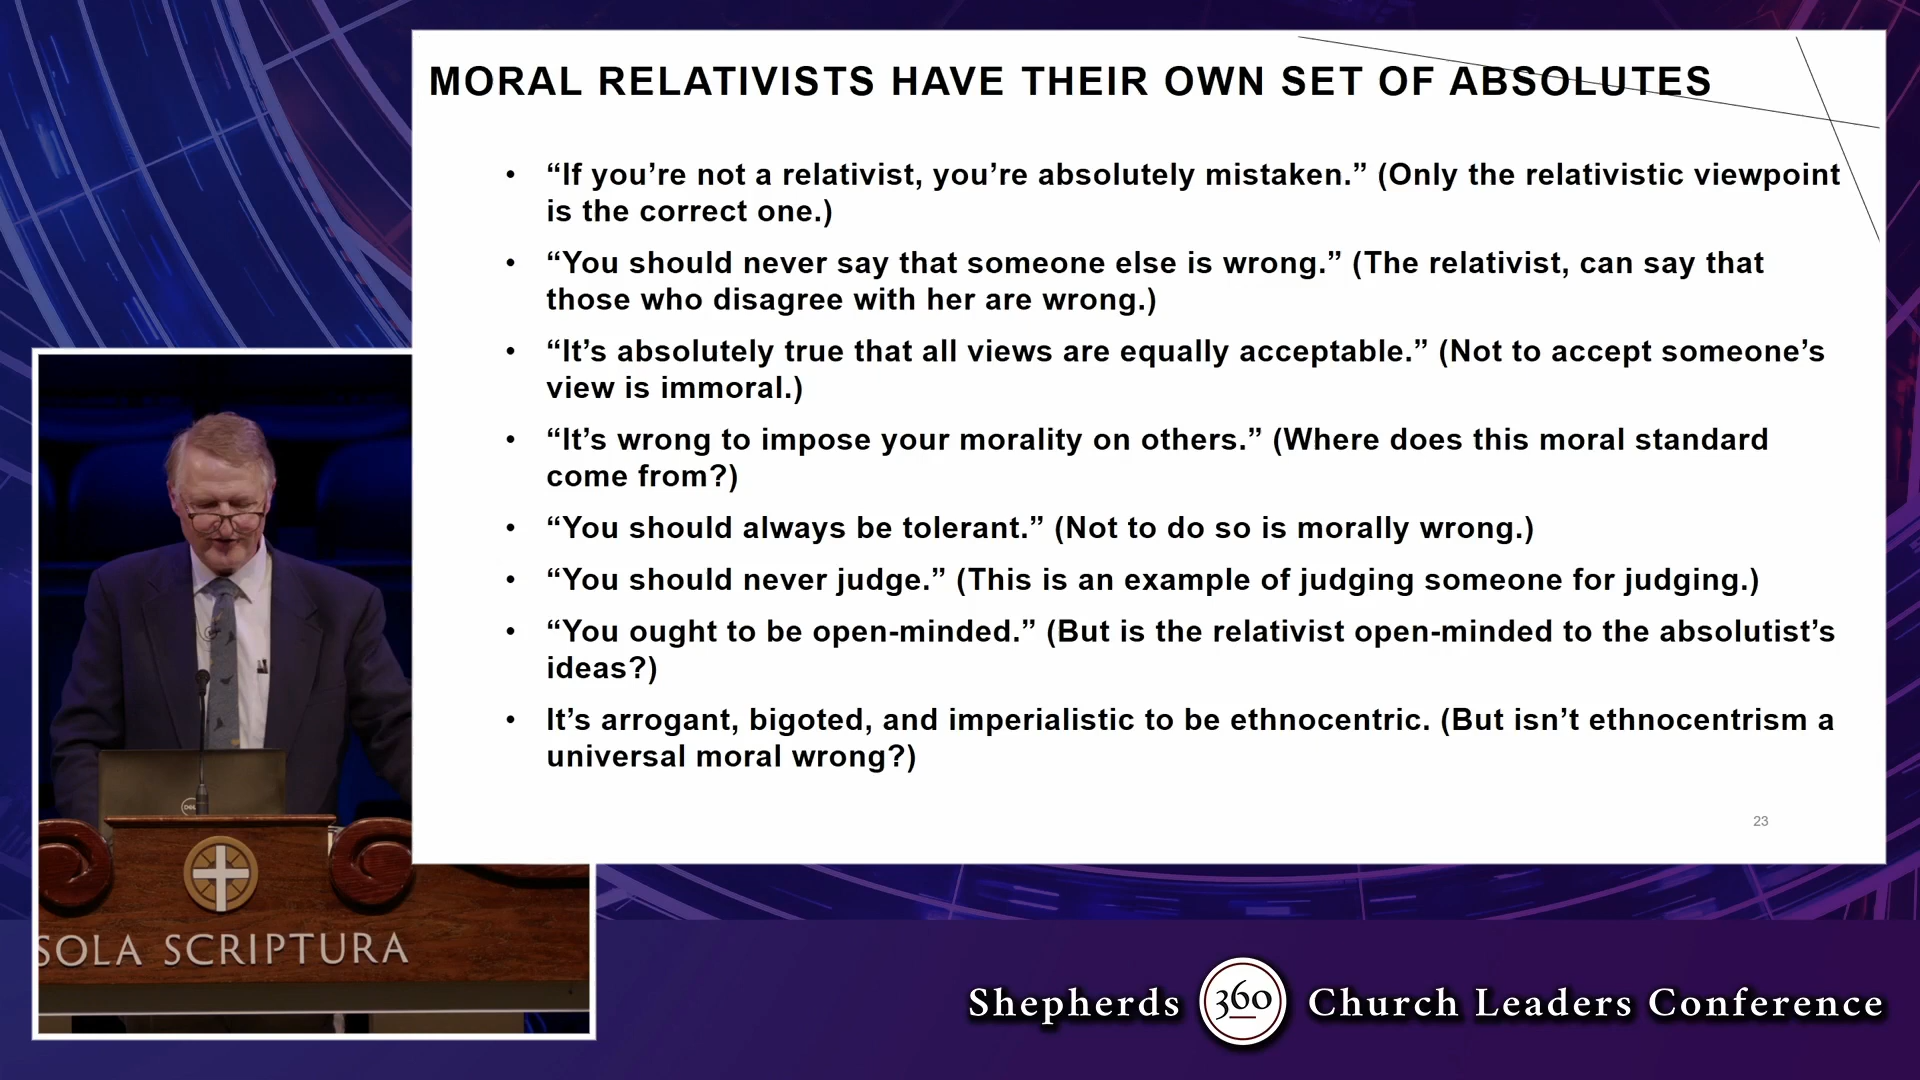 MORAL RELATIVISTS HAVE THEIR OWN SET OF ABSOLUTES
• “If you’re not a relativist, you’re absolutely mistaken.” (Only the relativistic viewpoint
is the correct one.)
• “You should never say that someone else is wrong.” (The relativist, can say that
those who disagree with her are wrong.)
• “It’s absolutely true that all views are equally acceptable.” (Not to accept someone’s
view is immoral.)
• “It’s wrong to impose your morality on others.” (Where does this moral standard
come from?)
• “You should always be tolerant.” (Not to do so is morally wrong.)
• “You should never judge.” (This is an example of judging someone for judging.)
• “You ought to be open-minded.” (But is the relativist open-minded to the absolutist’s
ideas?)
• It’s arrogant, bigoted, and imperialistic to be ethnocentric. (But isn’t ethnocentrism a
universal moral wrong?)
23
DELL
SOLA SCRIPTURA
Shepherds 360 Church Leaders Conference